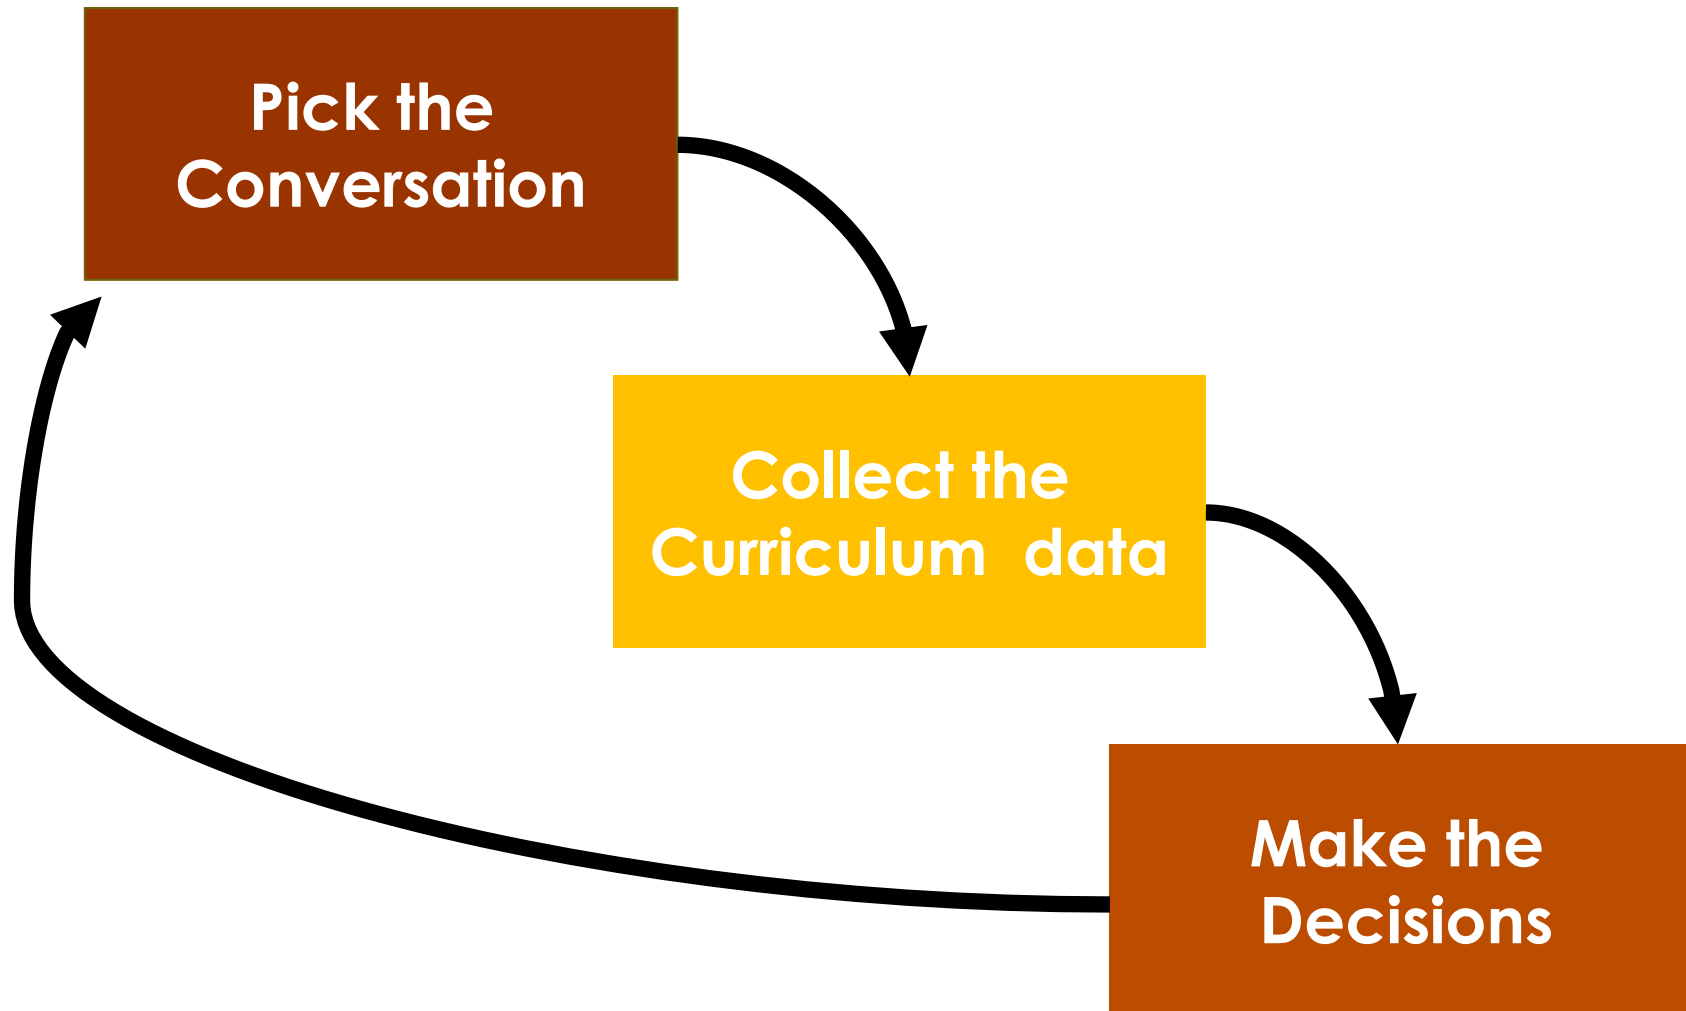 Pick the
Conversation
Collect the
Curriculum  data
Make the
Decisions